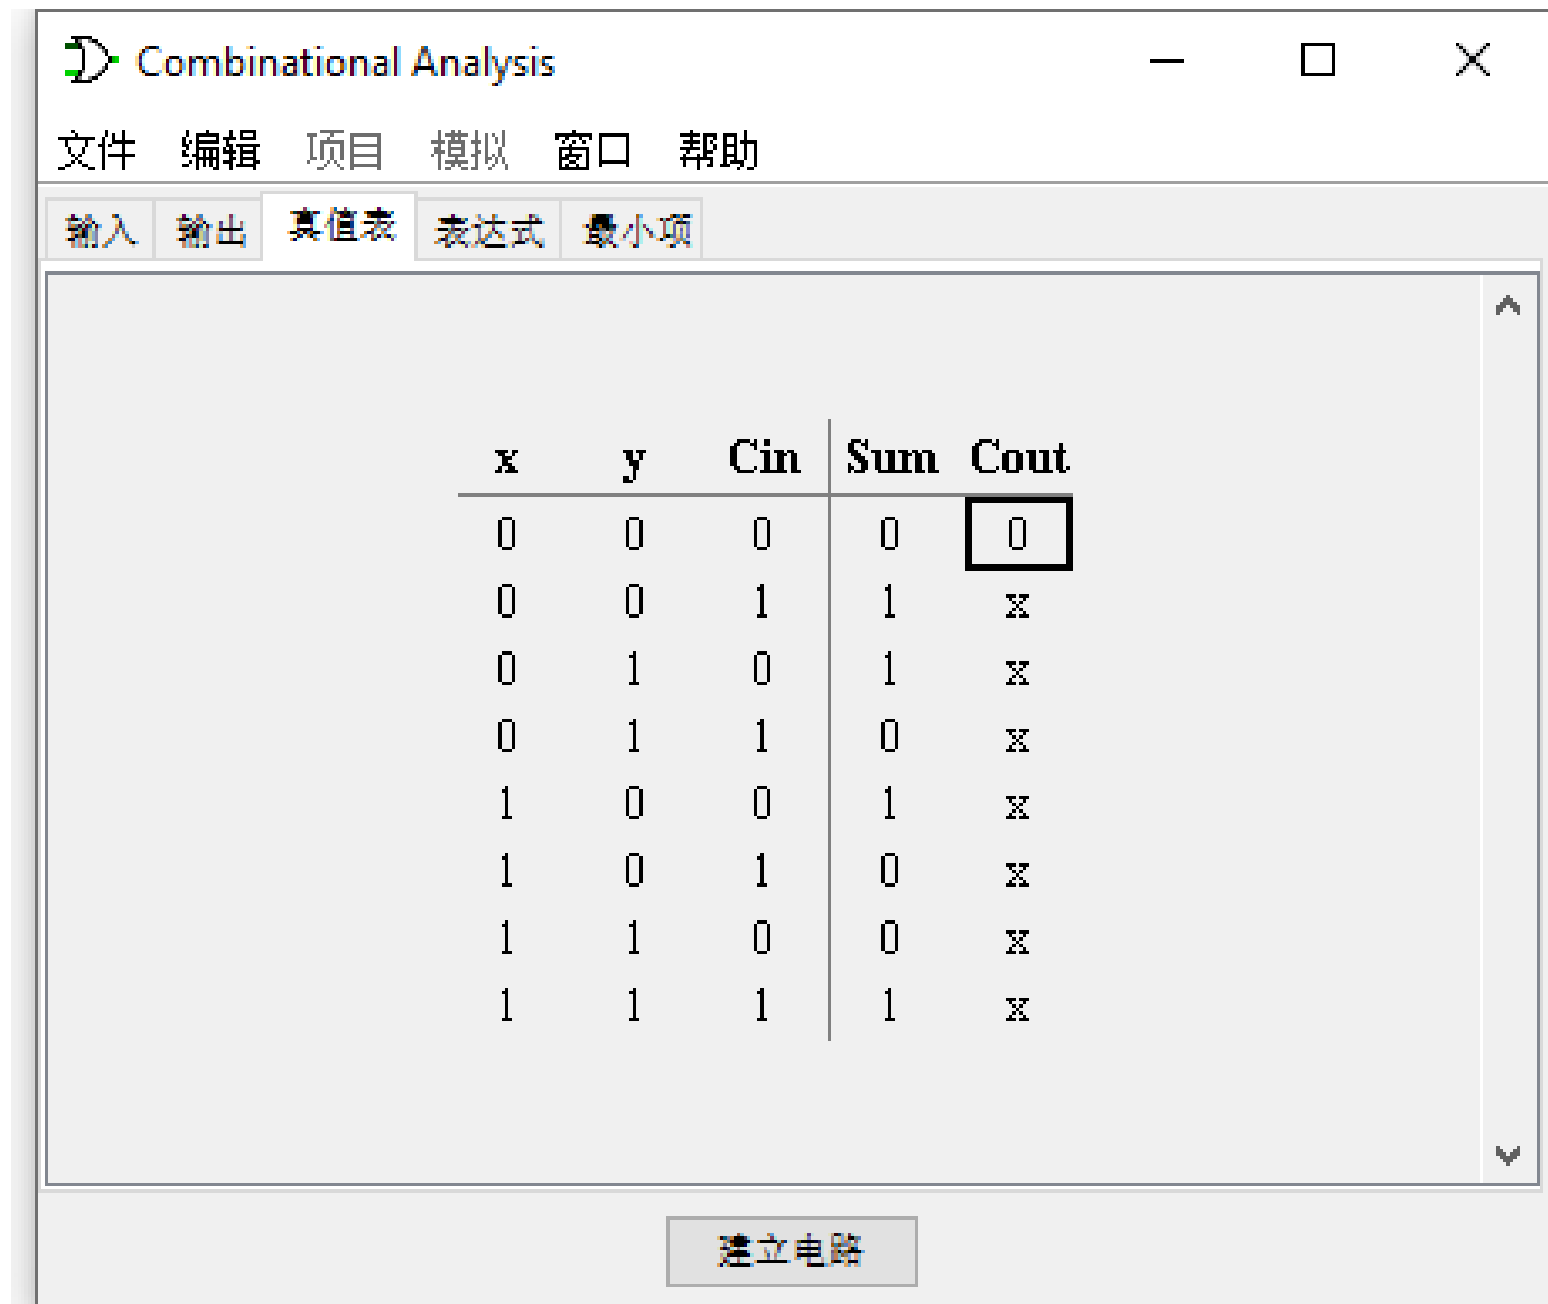 Combinational Analysis
文件 编辑 项目 模拟 窗口 帮助
输入 输出 真值表 表达式 最小项
x y Cin Sum Cout
0 0 0 0 0
0 0 1 1 x
0 1 0 1 x
0 1 1 0 x
1 0 0 1 x
1 0 1 0 x
1 1 0 0 x
1 1 1 1 x
建立电路